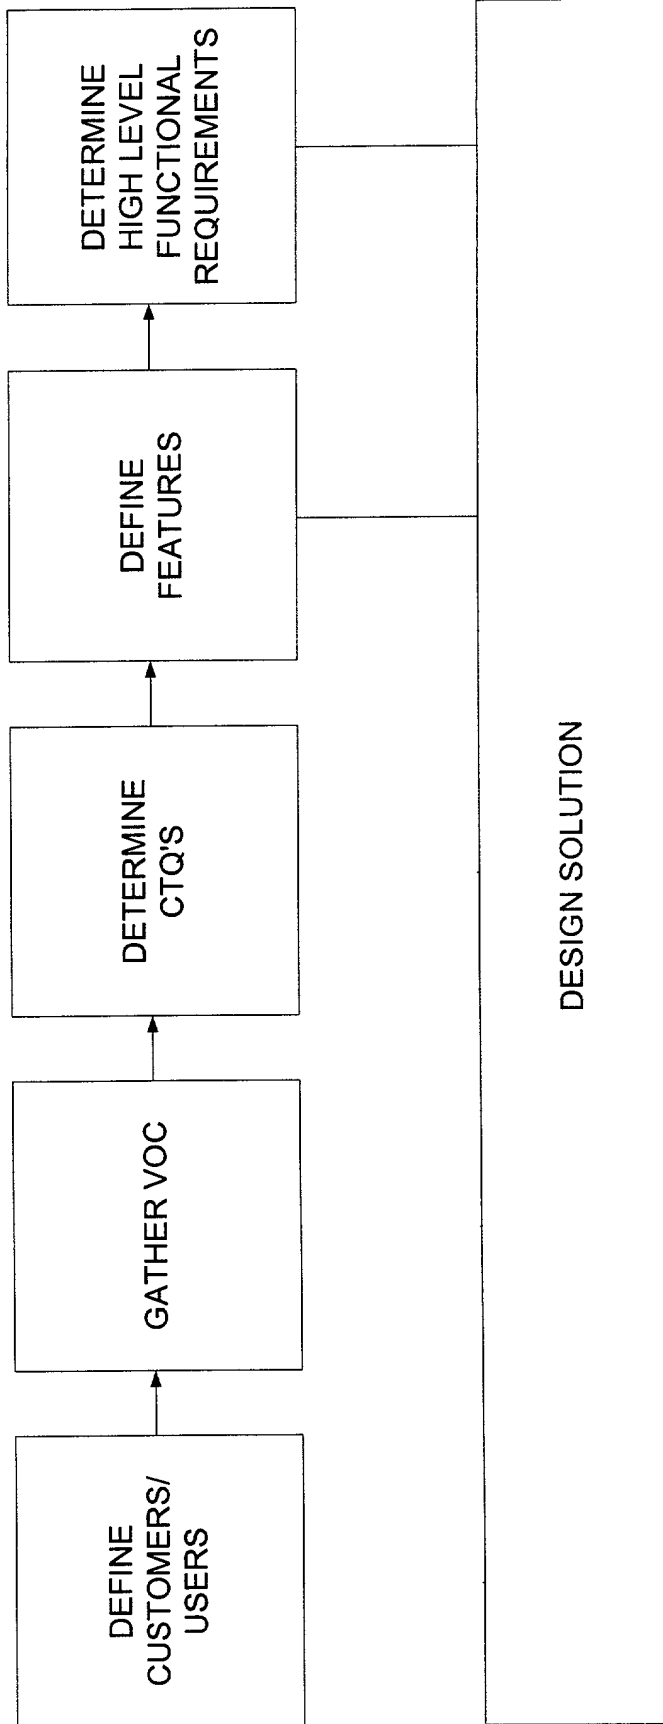 DEFINE
CUSTOMERS/
USERS
GATHER VOC
DETERMINE
CTQ'S
DEFINE
FEATURES
DETERMINE
HIGH LEVEL
FUNCTIONAL
REQUIREMENTS
DESIGN SOLUTION